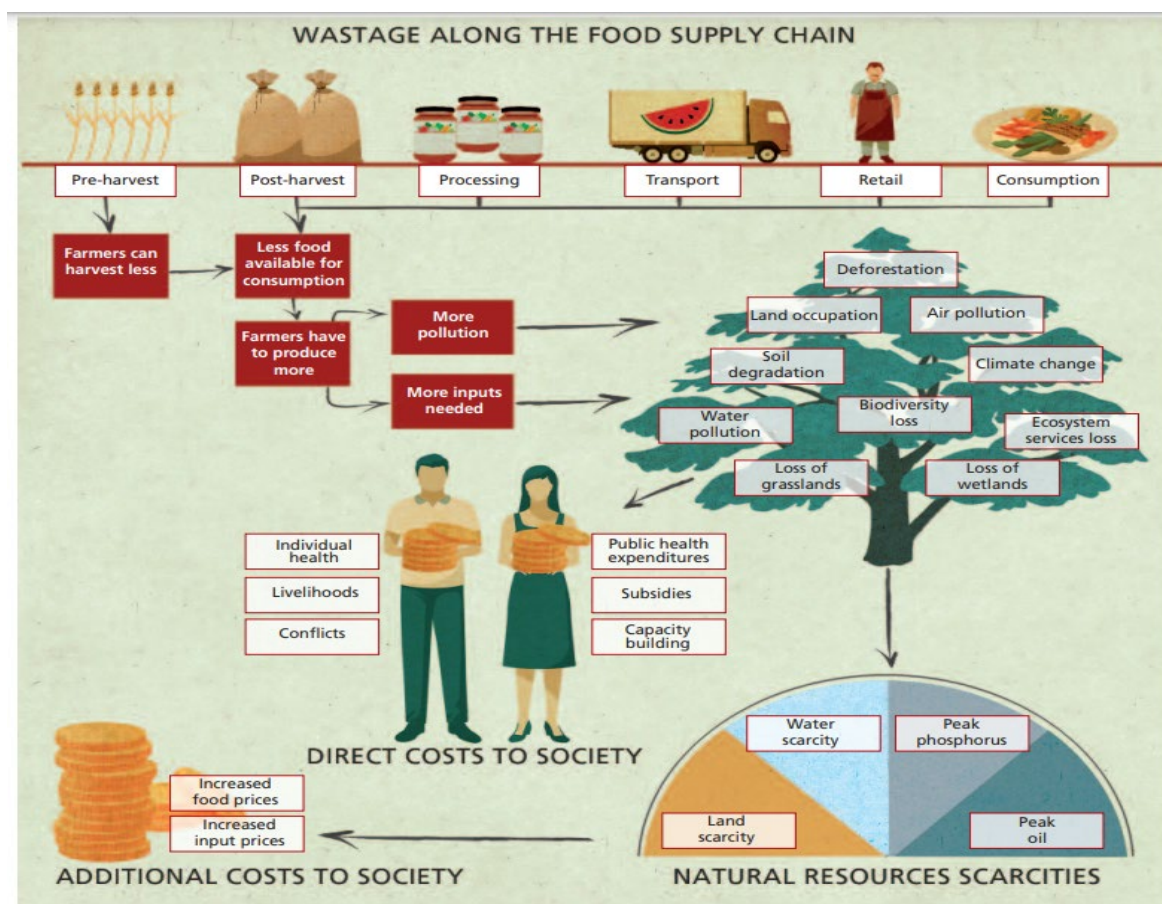 WASTAGE ALONG THE FOOD SUPPLY CHAIN
Pre-harvest
Post-harvest
Processing
Transport
Retail
Consumption
Farmers can
harvest less
Less food
available for
consumption
Farmers have
to produce
more
More
pollution
More inputs
needed
Deforestation
Land occupation
Air pollution
Soil
degradation
Climate change
Water
pollution
Biodiversity
loss
Ecosystem
services loss
Loss of
grasslands
Loss of
wetlands
Individual
health
Livelihoods
Conflicts
Public health
expenditures
Subsidies
Capacity
building
DIRECT COSTS TO SOCIETY
Water
scarcity
Peak
phosphorus
Land
scarcity
Peak
oil
NATURAL RESOURCES SCARCITIES
Increased
food prices
Increased
input prices
ADDITIONAL COSTS TO SOCIETY